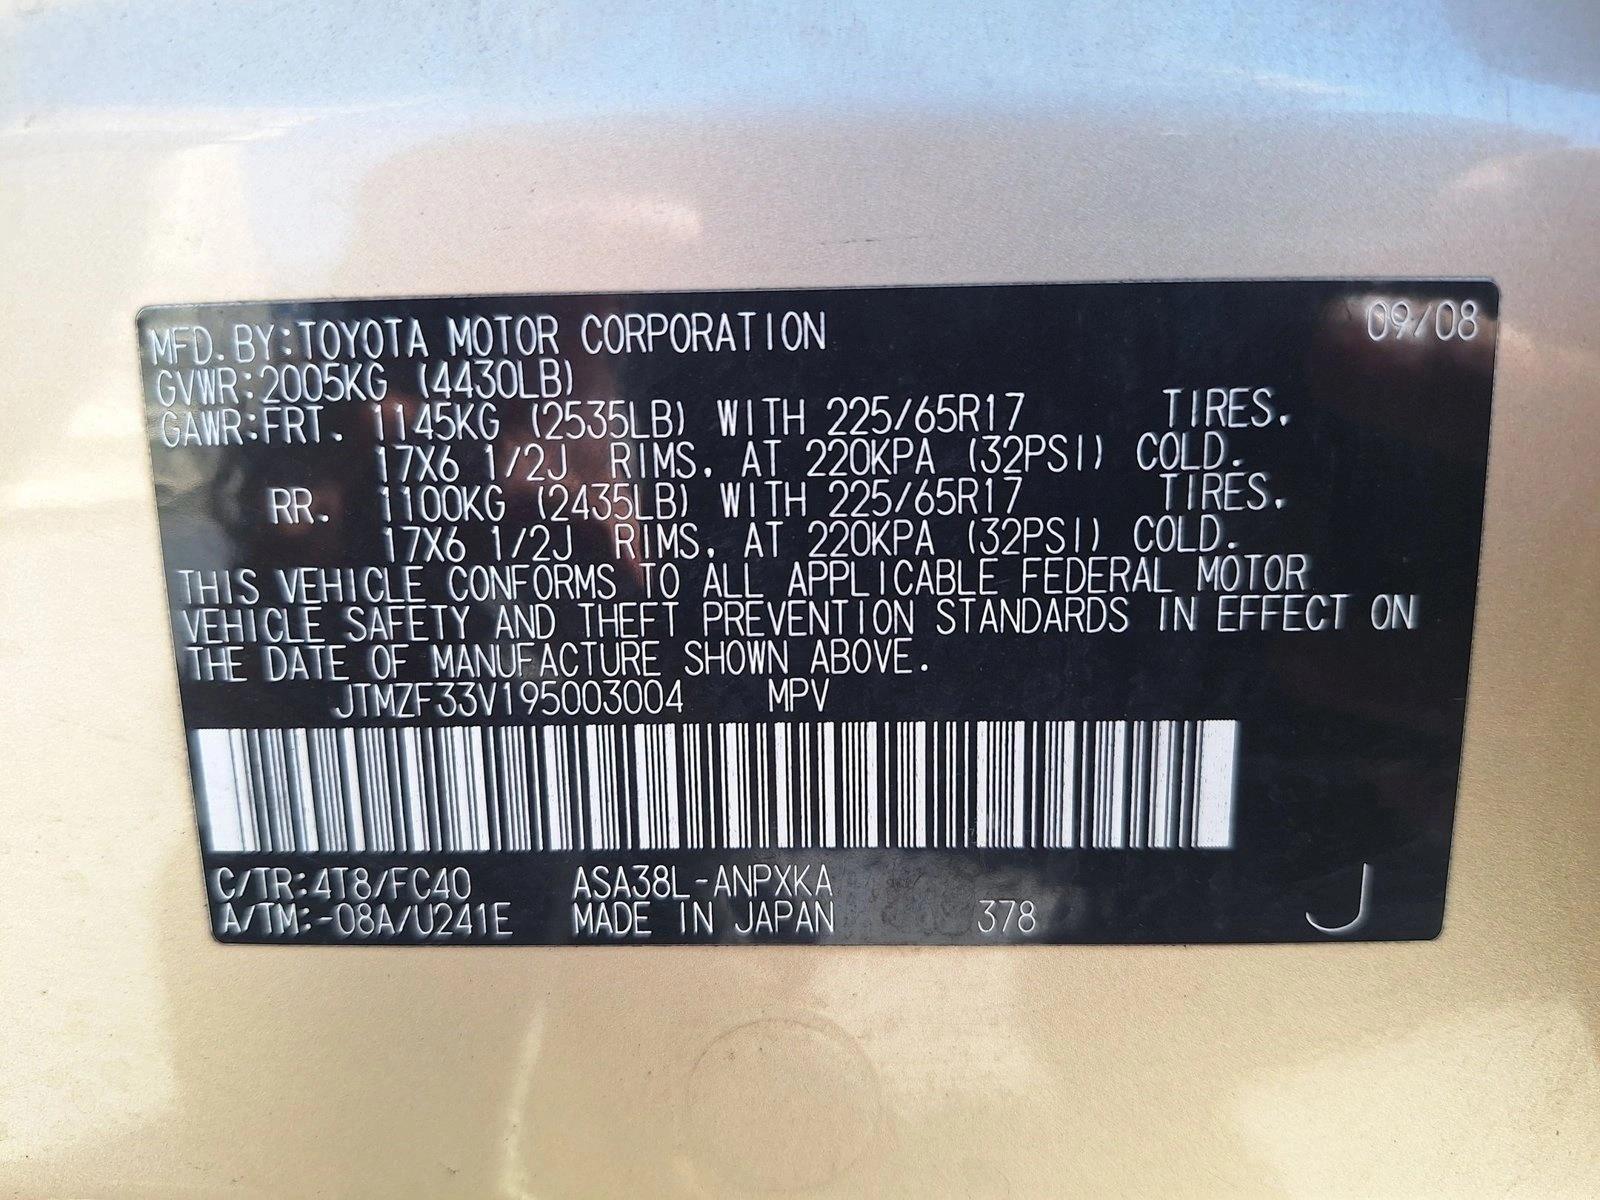 09/08
MFD. BY: TOYOTA MOTOR CORPORATION
GVWR: 2005KG (4430LB)
GAWR: FRT. 1145KG (2535LB) WITH 225/65R17 TIRES,
17X6 1/2J RIMS, AT 220KPA (32PSI) COLD.
RR. 1100KG (2435LB) WITH 225/65R17 TIRES,
17X6 1/2J RIMS, AT 220KPA (32PSI) COLD.
THIS VEHICLE CONFORMS TO ALL APPLICABLE FEDERAL MOTOR
VEHICLE SAFETY AND THEFT PREVENTION STANDARDS IN EFFECT ON
THE DATE OF MANUFACTURE SHOWN ABOVE.
JTMZF33V195003004 MPV
C/TR: 4T8/FC40 ASA38L-ANPXKA
A/TM: -08A/U241E MADE IN JAPAN 378 J